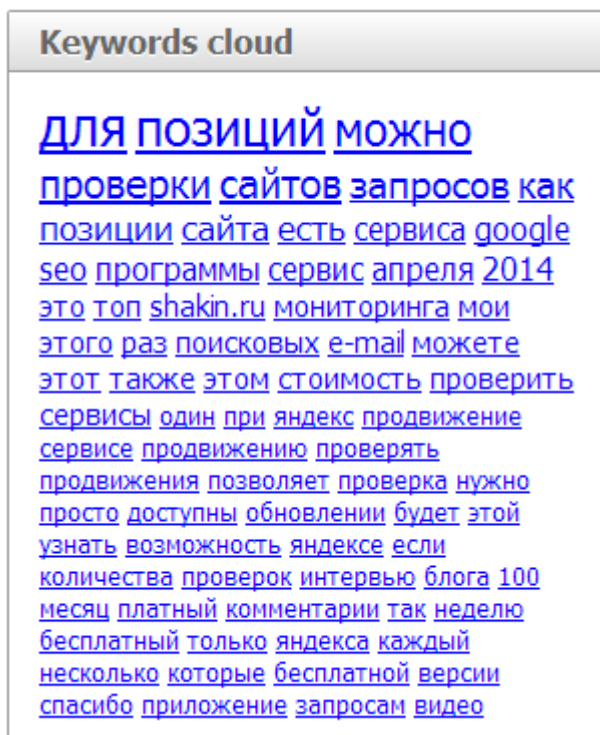 Keywords cloud
для позиций можно
проверки сайтов запросов как
позиции сайта есть сервиса google
seo программы сервис апреля 2014
это топ shakin.ru мониторинга мои
этого раз поисковых e-mail можете
этот также этом стоимость проверить
сервисы один при яндекс продвижение
сервисе продвижению проверять
продвижения позволяет проверка нужно
просто доступны обновлении будет этой
узнать возможность яндексе если
количества проверок интервью блога 100
месяц платный комментарии так неделю
бесплатный только яндекса каждый
несколько которые бесплатной версии
спасибо приложение запросам видео